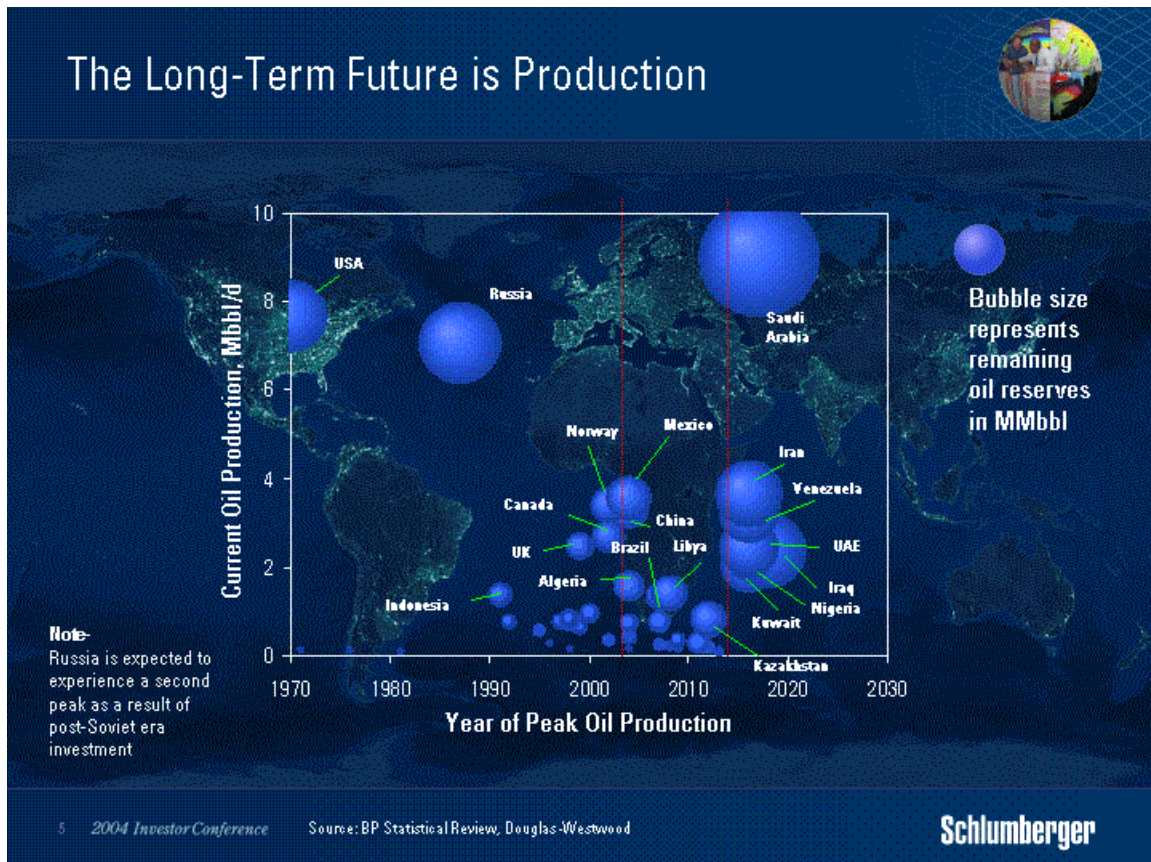 The Long-Term Future is Production
10
8
6
4
2
0
Current Oil Production, Mbbl/d
1970
1980
1990
2000
2010
2020
2030
Year of Peak Oil Production
USA
Russia
Saudi
Arabia
Norway
Mexico
Iran
Venezuela
Canada
China
UK
Brazil
Libya
UAE
Algeria
Iraq
Indonesia
Nigeria
Kuwait
Kazakhstan
Bubble size
represents
remaining
oil reserves
in MMbbl
Note-
Russia is expected to
experience a second
peak as a result of
post-Soviet era
investment
5
2004 Investor Conference
Source: BP Statistical Review, Douglas-Westwood
Schlumberger